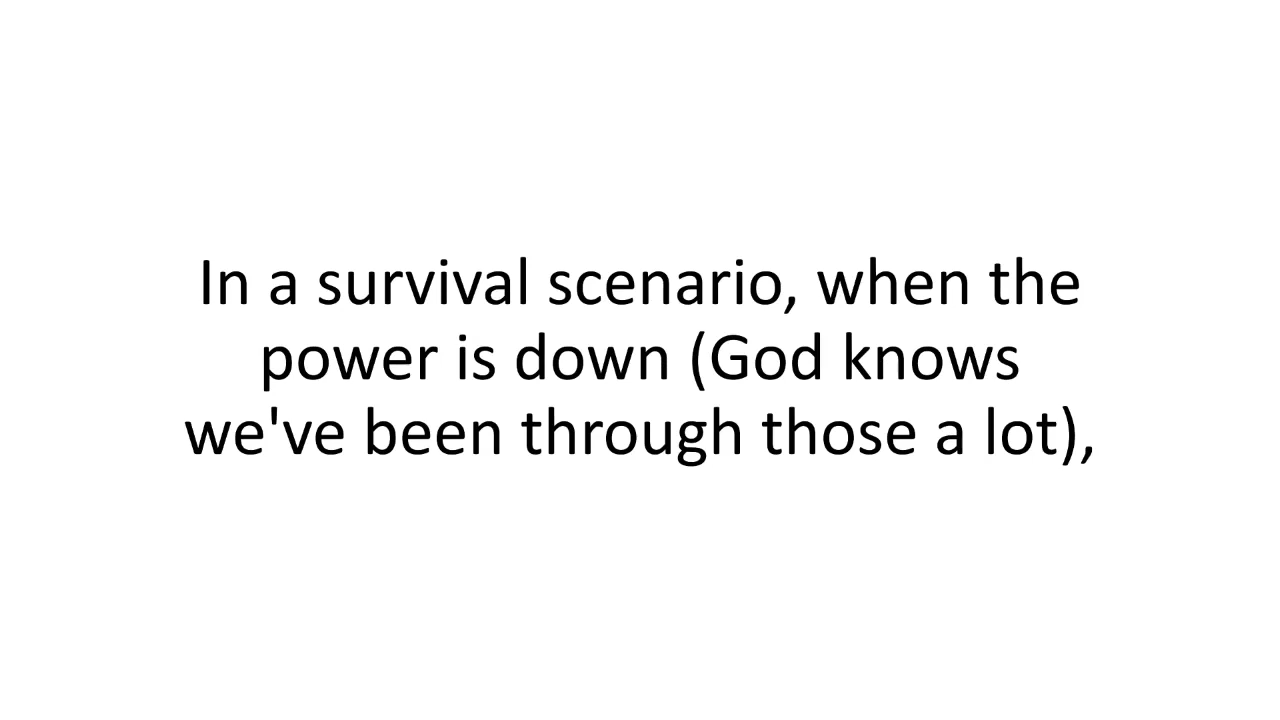 In a survival scenario, when the
power is down (God knows
we've been through those a lot),